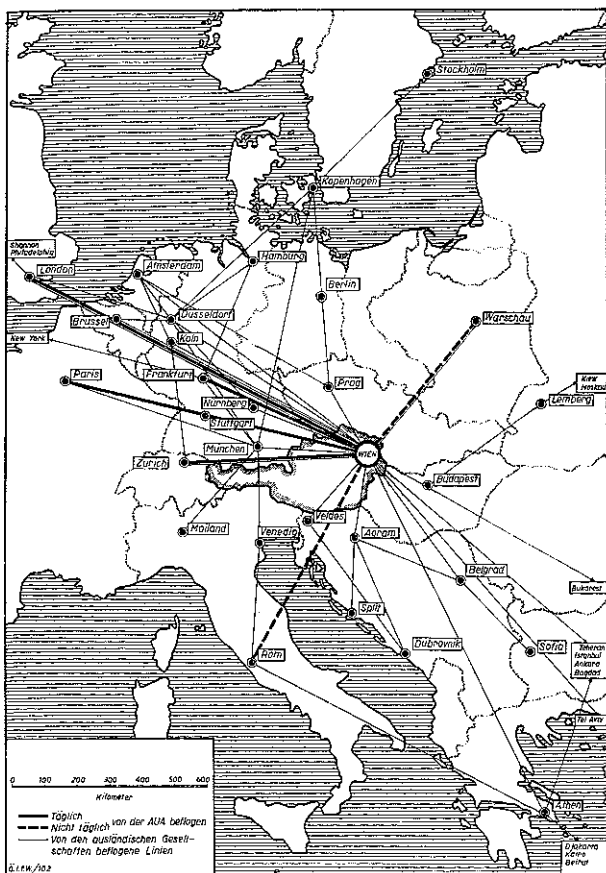 Stockholm
Kopenhagen
Shannon
Philadelphia
London
Amsterdam
Hamburg
Berlin
Brüssel
Düsseldorf
Warschau
New York
Köln
Paris
Frankfurt
Prag
Kiew
Moskau
Lemberg
Nürnberg
Stuttgart
München
WIEN
Zürich
Budapest
Mailand
Venedig
Veldes
Agram
Belgrad
Bukarest
Split
Rom
Dubrovnik
Sofia
Teheran
Istanbul
Ankara
Bagdad
Tel Aviv
Athen
Djakarta
Kairo
Beirut
0 100 200 300 400 500 600
Kilometer
Täglich
von der AUA beflogen
Nicht täglich
Von den ausländischen Gesell-
schaften beflogene Linien